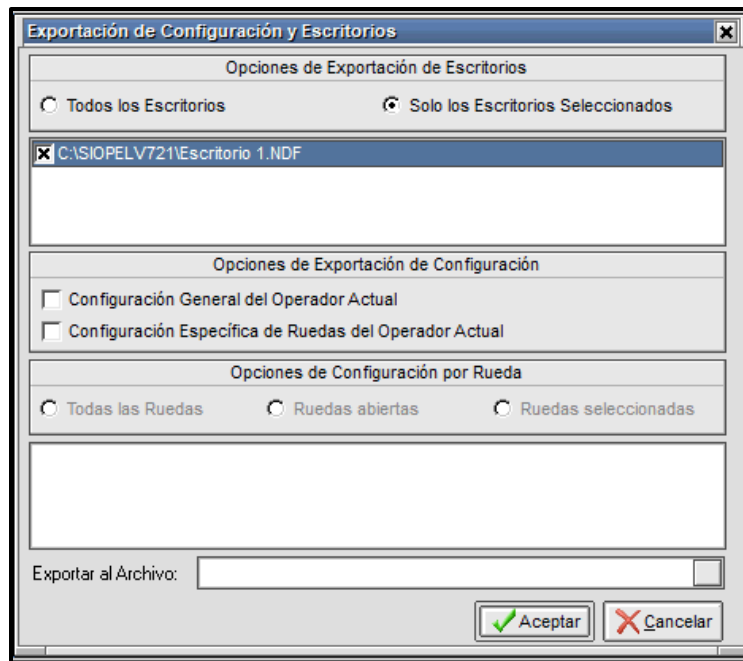 Exportación de Configuración y Escritorios
Opciones de Exportación de Escritorios
Todos los Escritorios Solo los Escritorios Seleccionados
C:\SIOPELV721\Escritorio 1.NDF
Opciones de Exportación de Configuración
Configuración General del Operador Actual
Configuración Específica de Ruedas del Operador Actual
Opciones de Configuración por Rueda
Todas las Ruedas Ruedas abiertas Ruedas seleccionadas
Exportar al Archivo:
Aceptar Cancelar